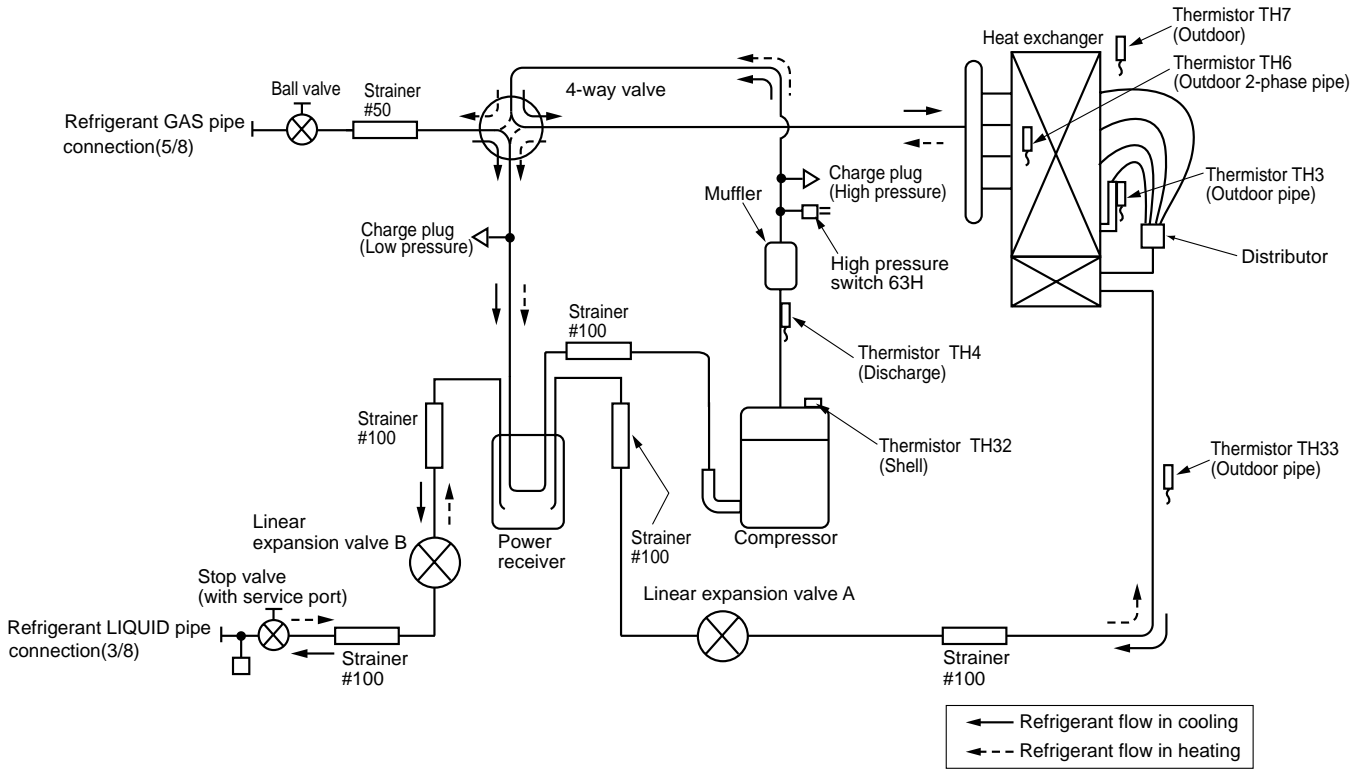 Thermistor TH7
(Outdoor)
Heat exchanger
Thermistor TH6
(Outdoor 2-phase pipe)
Ball valve
Strainer
#50
4-way valve
Refrigerant GAS pipe
connection(5/8)
Charge plug
(High pressure)
Thermistor TH3
(Outdoor pipe)
Muffler
Charge plug
(Low pressure)
High pressure
switch 63H
Distributor
Strainer
#100
Thermistor TH4
(Discharge)
Strainer
#100
Thermistor TH32
(Shell)
Thermistor TH33
(Outdoor pipe)
Linear
expansion valve B
Power
receiver
Strainer
#100
Compressor
Stop valve
(with service port)
Linear expansion valve A
Refrigerant LIQUID pipe
connection(3/8)
Strainer
#100
Strainer
#100
Refrigerant flow in cooling
Refrigerant flow in heating